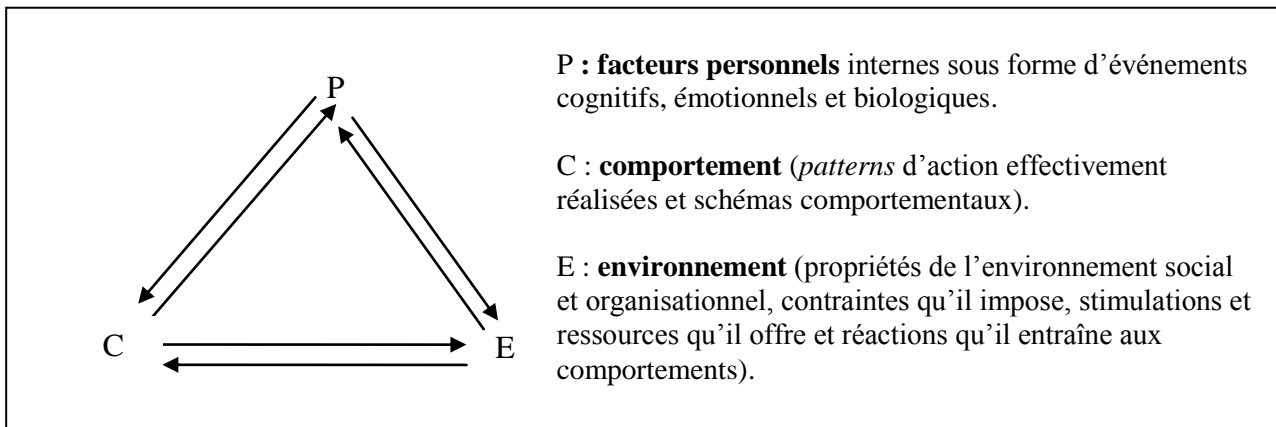 P
C
E
P : facteurs personnels internes sous forme d’événements
cognitifs, émotionnels et biologiques.
C : comportement (patterns d’action effectivement
réalisées et schémas comportementaux).
E : environnement (propriétés de l’environnement social
et organisationnel, contraintes qu’il impose, stimulations et
ressources qu’il offre et réactions qu’il entraîne aux
comportements).